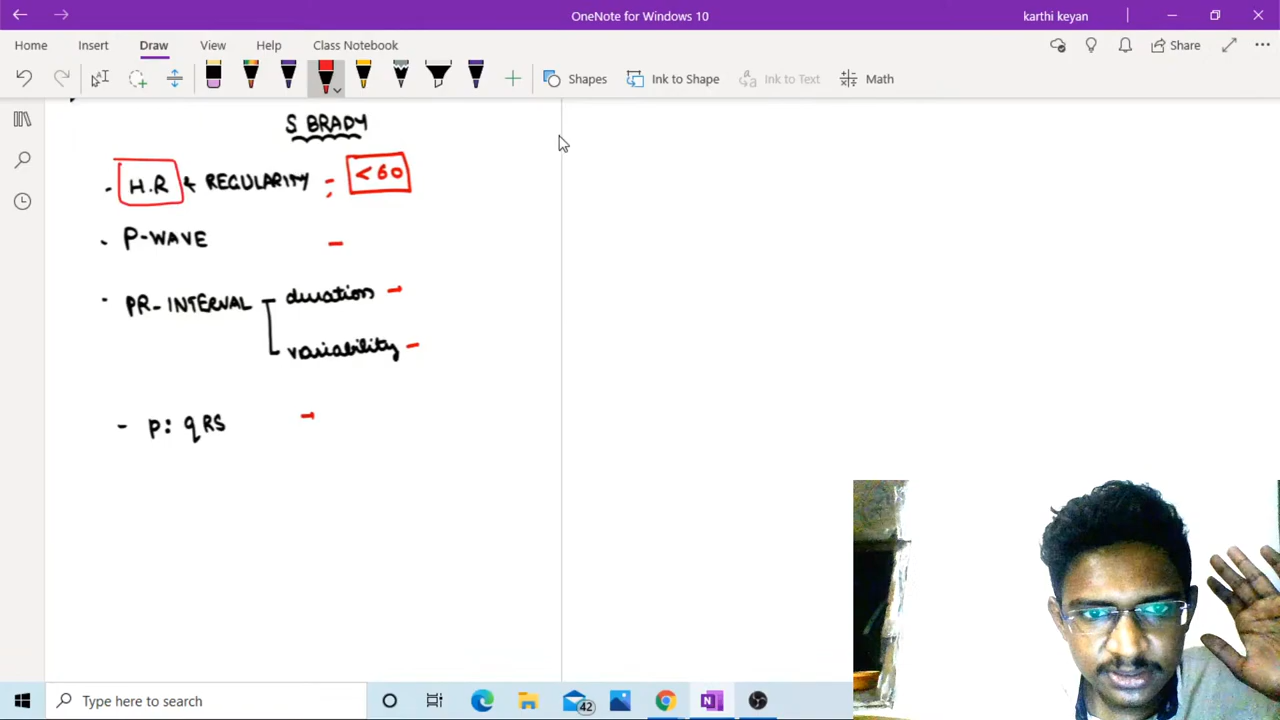 OneNote for Windows 10
karthi keyan
Home Insert Draw View Help Class Notebook
Share
Shapes Ink to Shape Ink to Text Math
S BRADY
- H.R & REGULARITY - : <60
- P-WAVE -
- PR-INTERVAL - duration -
- variability -
- p: qRS -
Type here to search
42